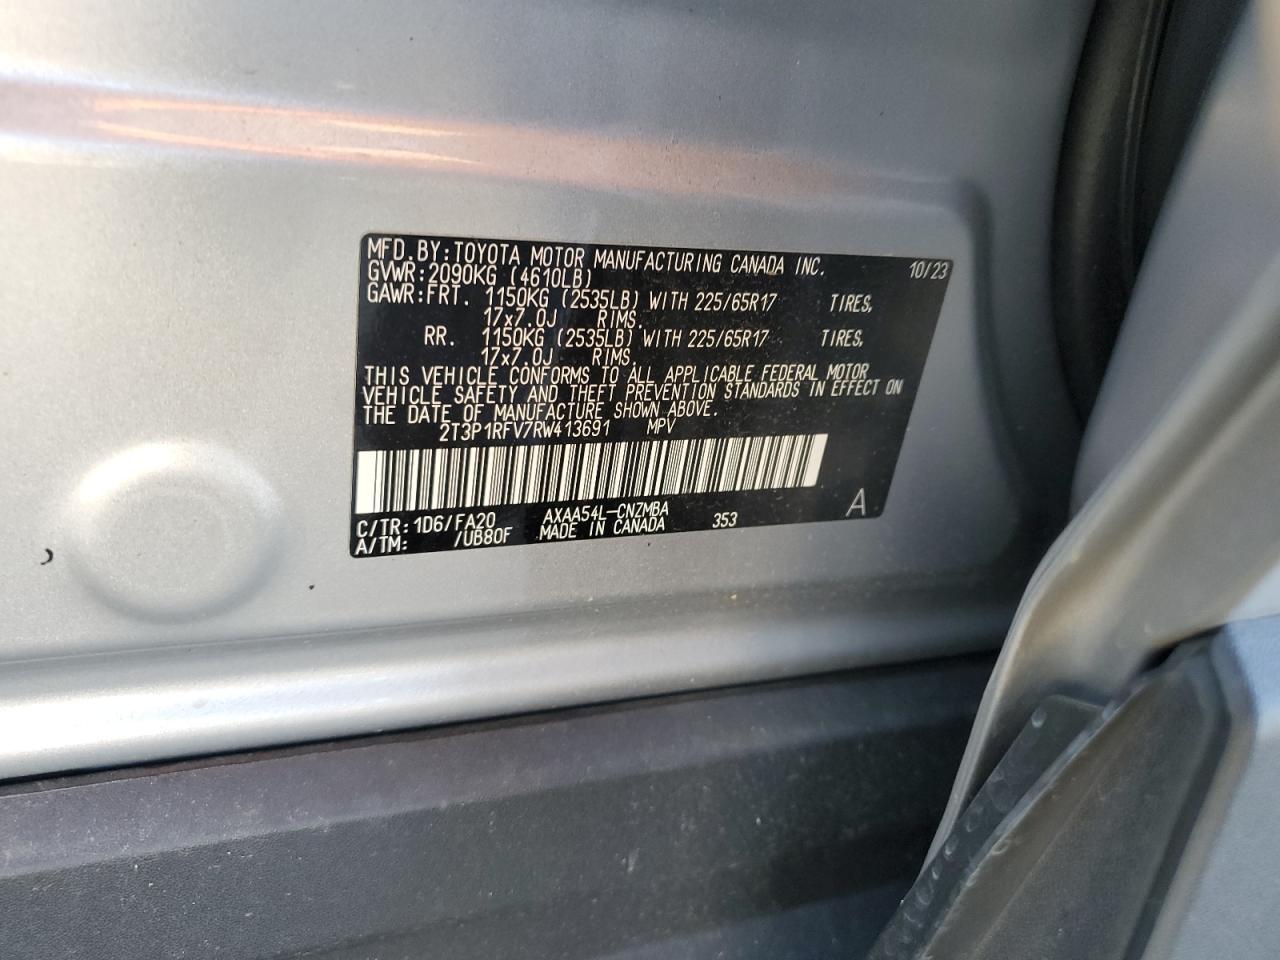 MFD.BY:TOYOTA MOTOR MANUFACTURING CANADA INC. 10/23
GVWR:2090KG (4610LB)
GAWR:FRT. 1150KG (2535LB) WITH 225/65R17 TIRES,
17x7.0J RIMS.
RR. 1150KG (2535LB) WITH 225/65R17 TIRES,
17x7.0J RIMS.
THIS VEHICLE CONFORMS TO ALL APPLICABLE FEDERAL MOTOR
VEHICLE SAFETY AND THEFT PREVENTION STANDARDS IN EFFECT ON
THE DATE OF MANUFACTURE SHOWN ABOVE.
2T3P1RFV7RW413691 MPV
C/TR:1D6/FA20 AXAA54L-CNZMBA 353 A
A/TM: /UB80F MADE IN CANADA